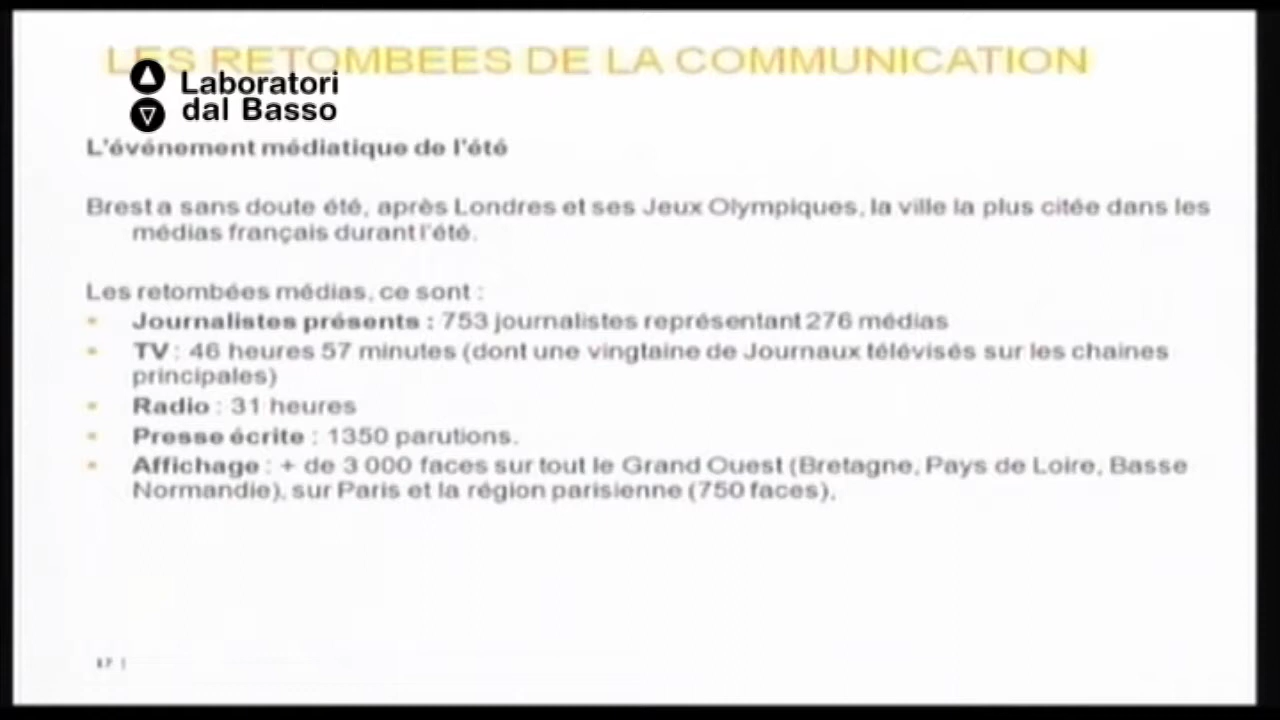 LES RETOMBEES DE LA COMMUNICATION
Laboratori
dal Basso
L'événement médiatique de l'été
Brest a sans doute été, après Londres et ses Jeux Olympiques, la ville la plus citée dans les
médias français durant l'été.
Les retombées médias, ce sont :
• Journalistes présents : 753 journalistes représentant 276 médias
• TV : 46 heures 57 minutes (dont une vingtaine de Journaux télévisés sur les chaines
principales)
• Radio : 31 heures
• Presse écrite : 1350 parutions.
• Affichage : + de 3 000 faces sur tout le Grand Ouest (Bretagne, Pays de Loire, Basse
Normandie), sur Paris et la région parisienne (750 faces),
17 |